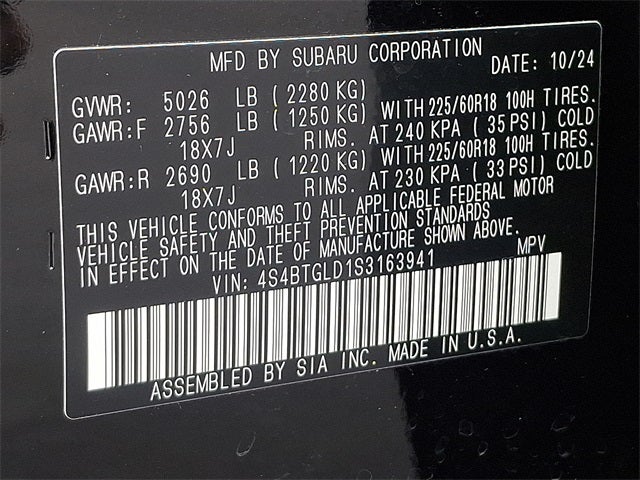 MFD BY SUBARU CORPORATION DATE: 10/24
GVWR: 5026 LB ( 2280 KG)
GAWR:F 2756 LB ( 1250 KG) WITH 225/60R18 100H TIRES.
18X7J RIMS. AT 240 KPA ( 35 PSI) COLD
GAWR:R 2690 LB ( 1220 KG) WITH 225/60R18 100H TIRES.
18X7J RIMS. AT 230 KPA ( 33 PSI) COLD
THIS VEHICLE CONFORMS TO ALL APPLICABLE FEDERAL MOTOR
VEHICLE SAFETY AND THEFT PREVENTION STANDARDS
IN EFFECT ON THE DATE OF MANUFACTURE SHOWN ABOVE.
VIN: 4S4BTGLD1S3163941 MPV
ASSEMBLED BY SIA INC. MADE IN U.S.A.